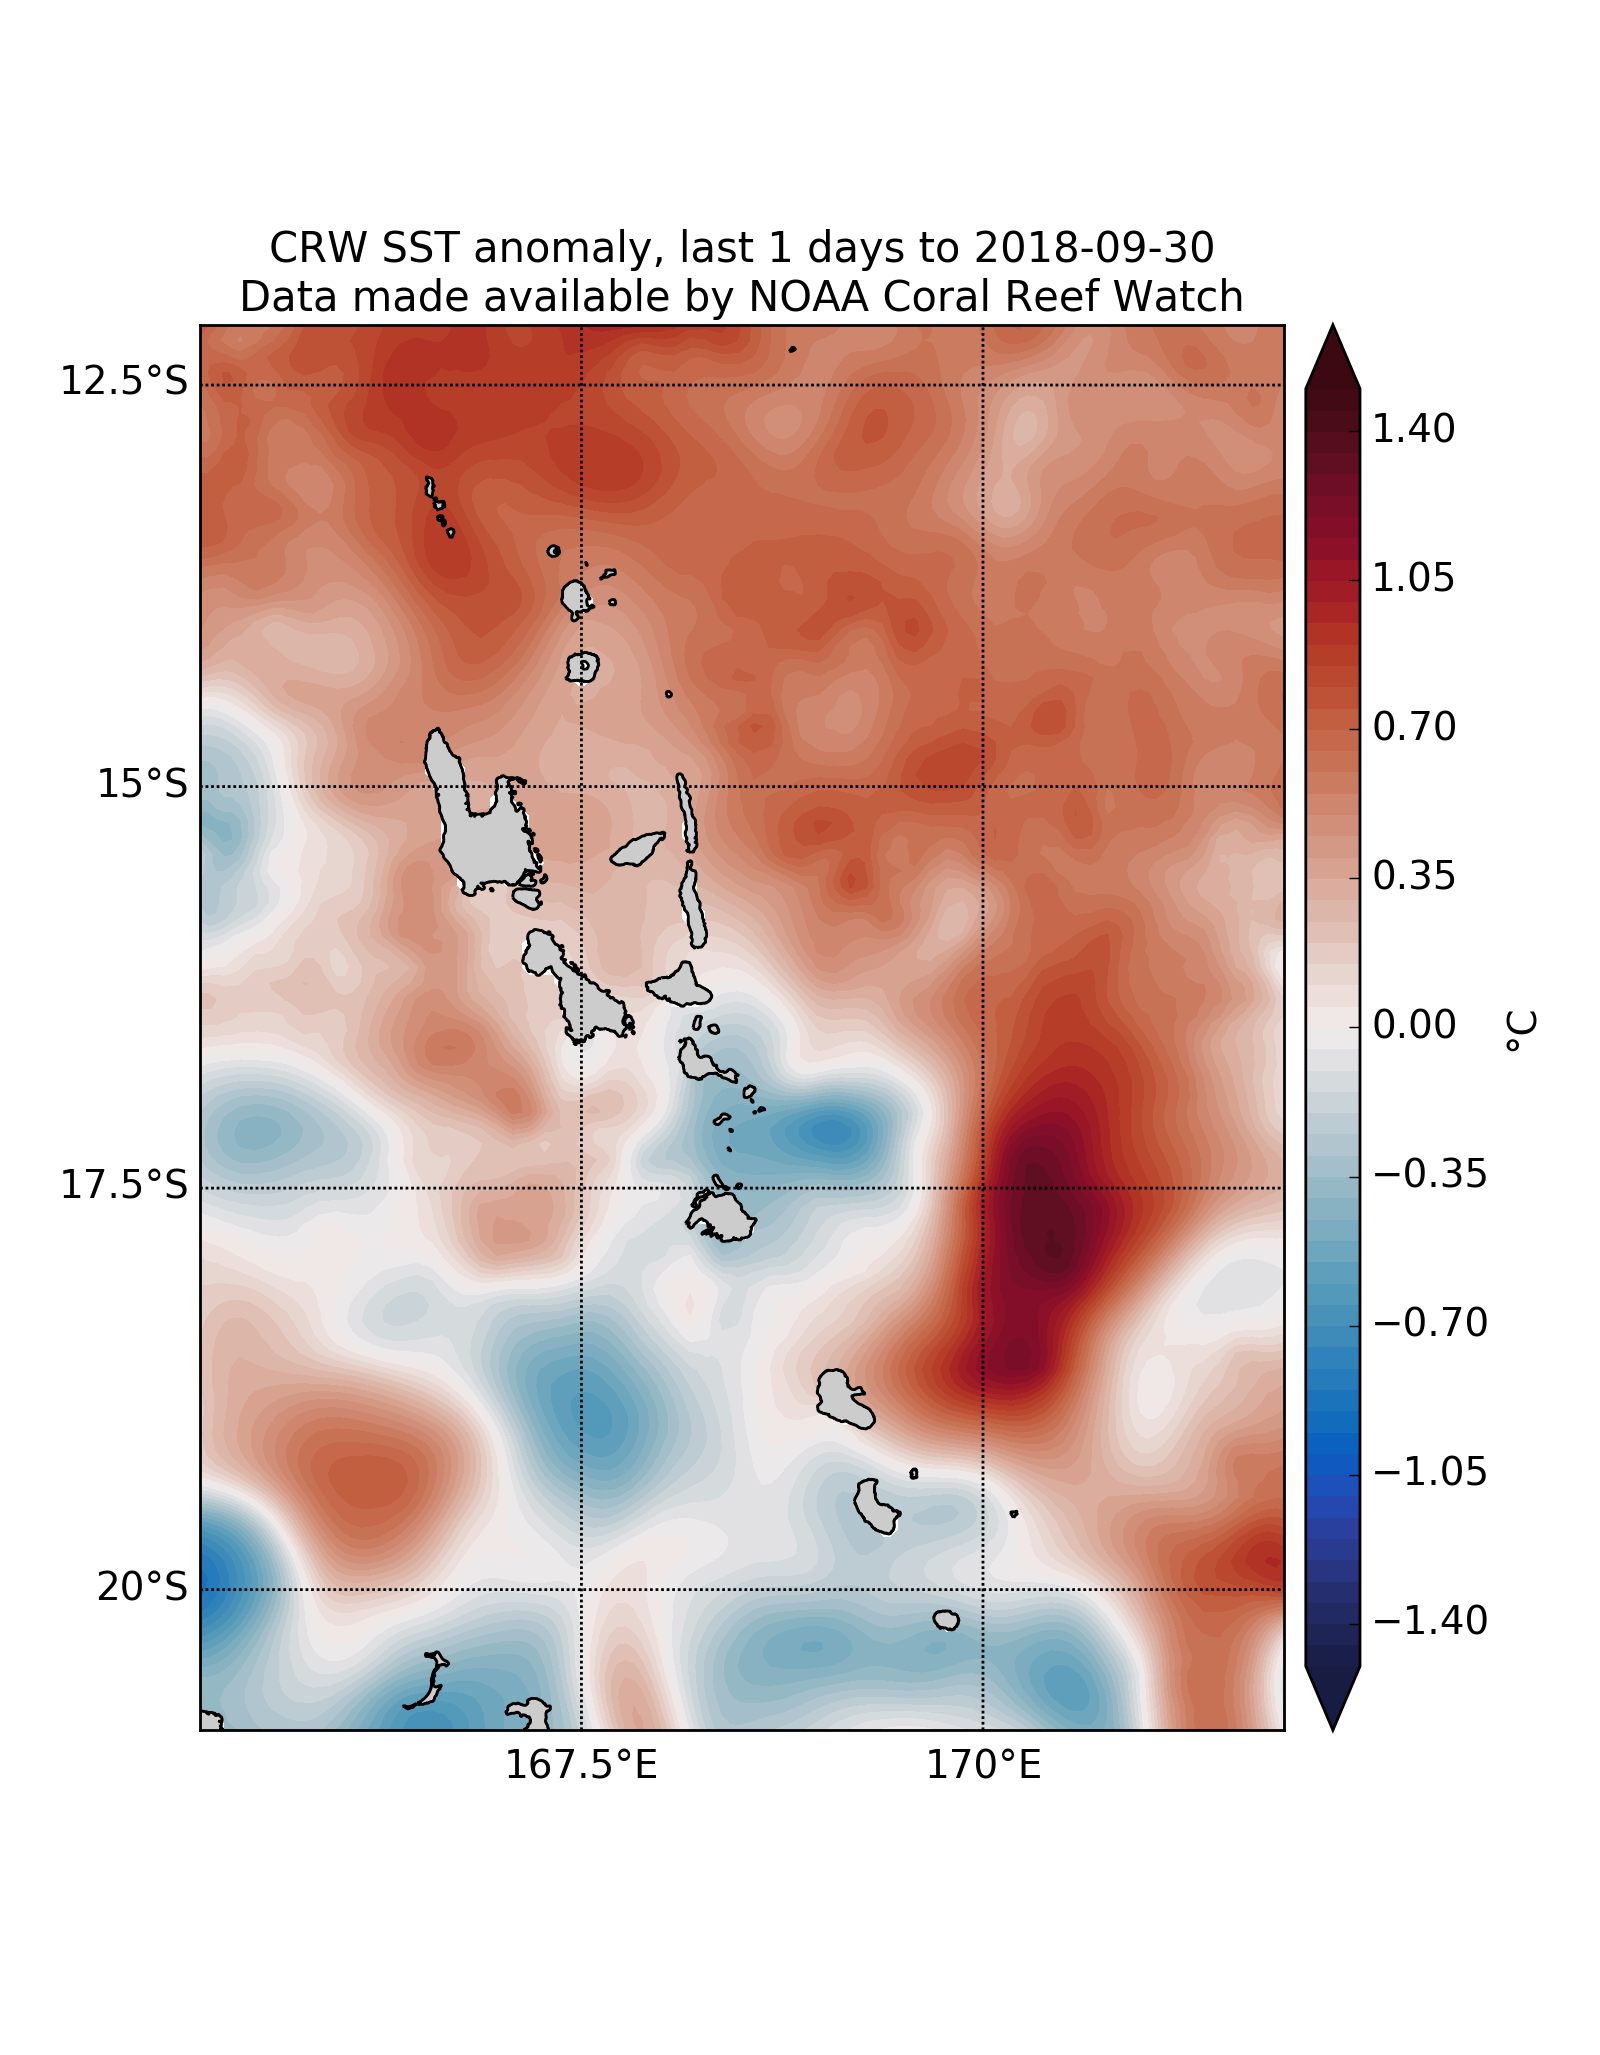 CRW SST anomaly, last 1 days to 2018-09-30
Data made available by NOAA Coral Reef Watch
12.5°S
15°S
17.5°S
20°S
167.5°E
170°E
1.40
1.05
0.70
0.35
0.00
−0.35
−0.70
−1.05
−1.40
°C